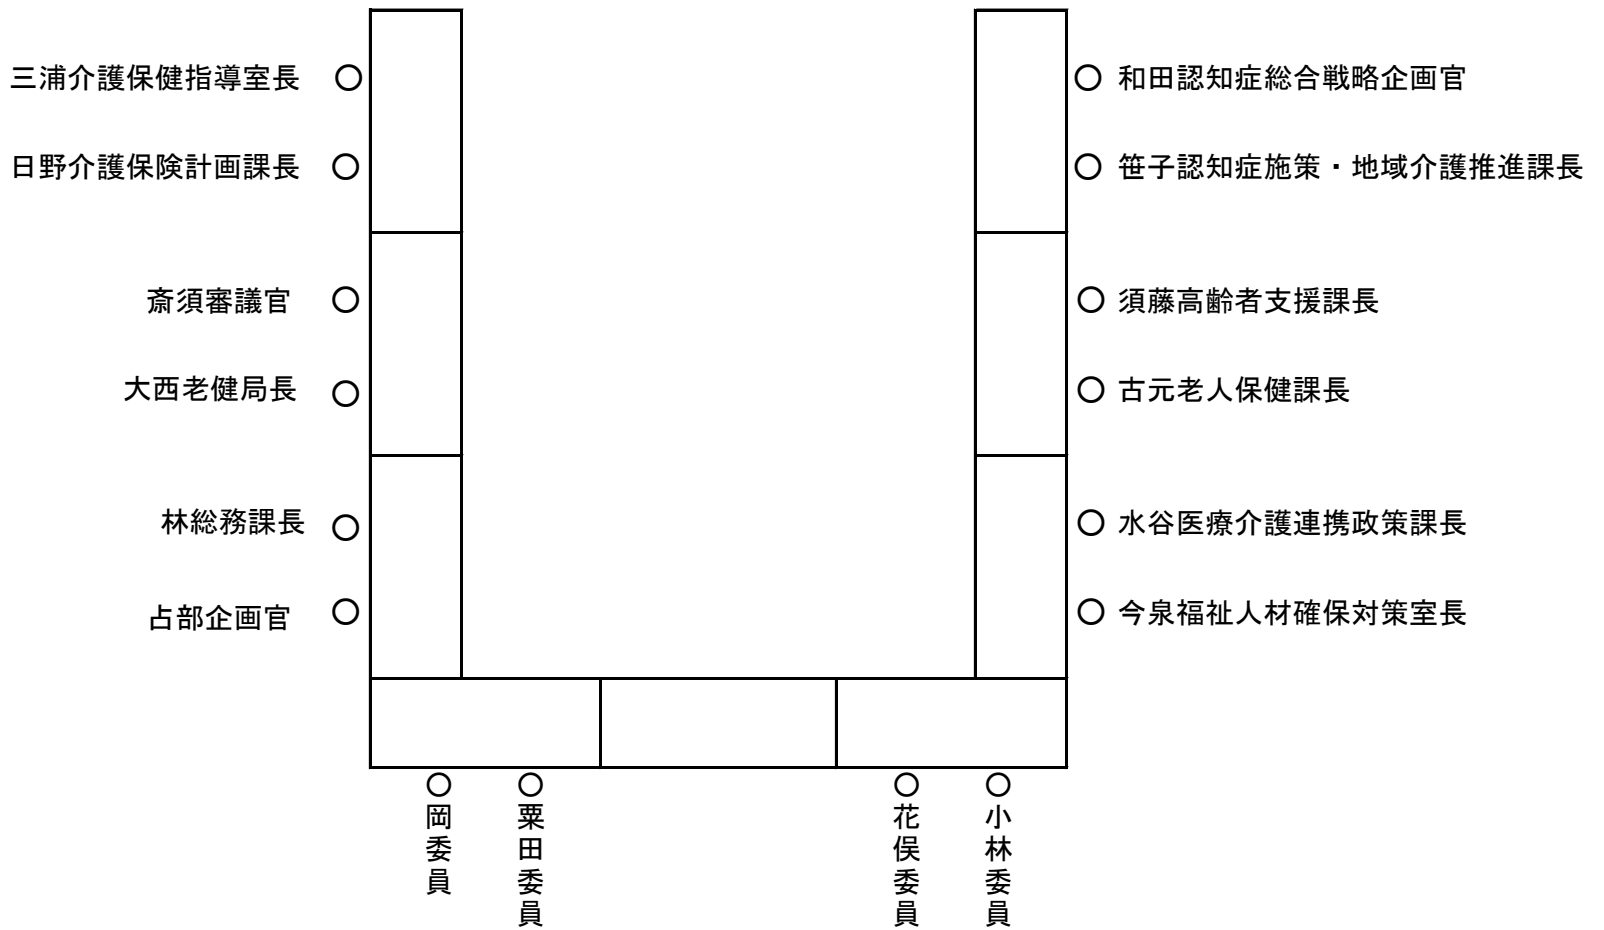 三浦介護保健指導室長
日野介護保険計画課長
斎須審議官
大西老健局長
林総務課長
占部企画官
和田認知症総合戦略企画官
笹子認知症施策・地域介護推進課長
須藤高齢者支援課長
古元老人保健課長
水谷医療介護連携政策課長
今泉福祉人材確保対策室長
岡委員
粟田委員
花俣委員
小林委員